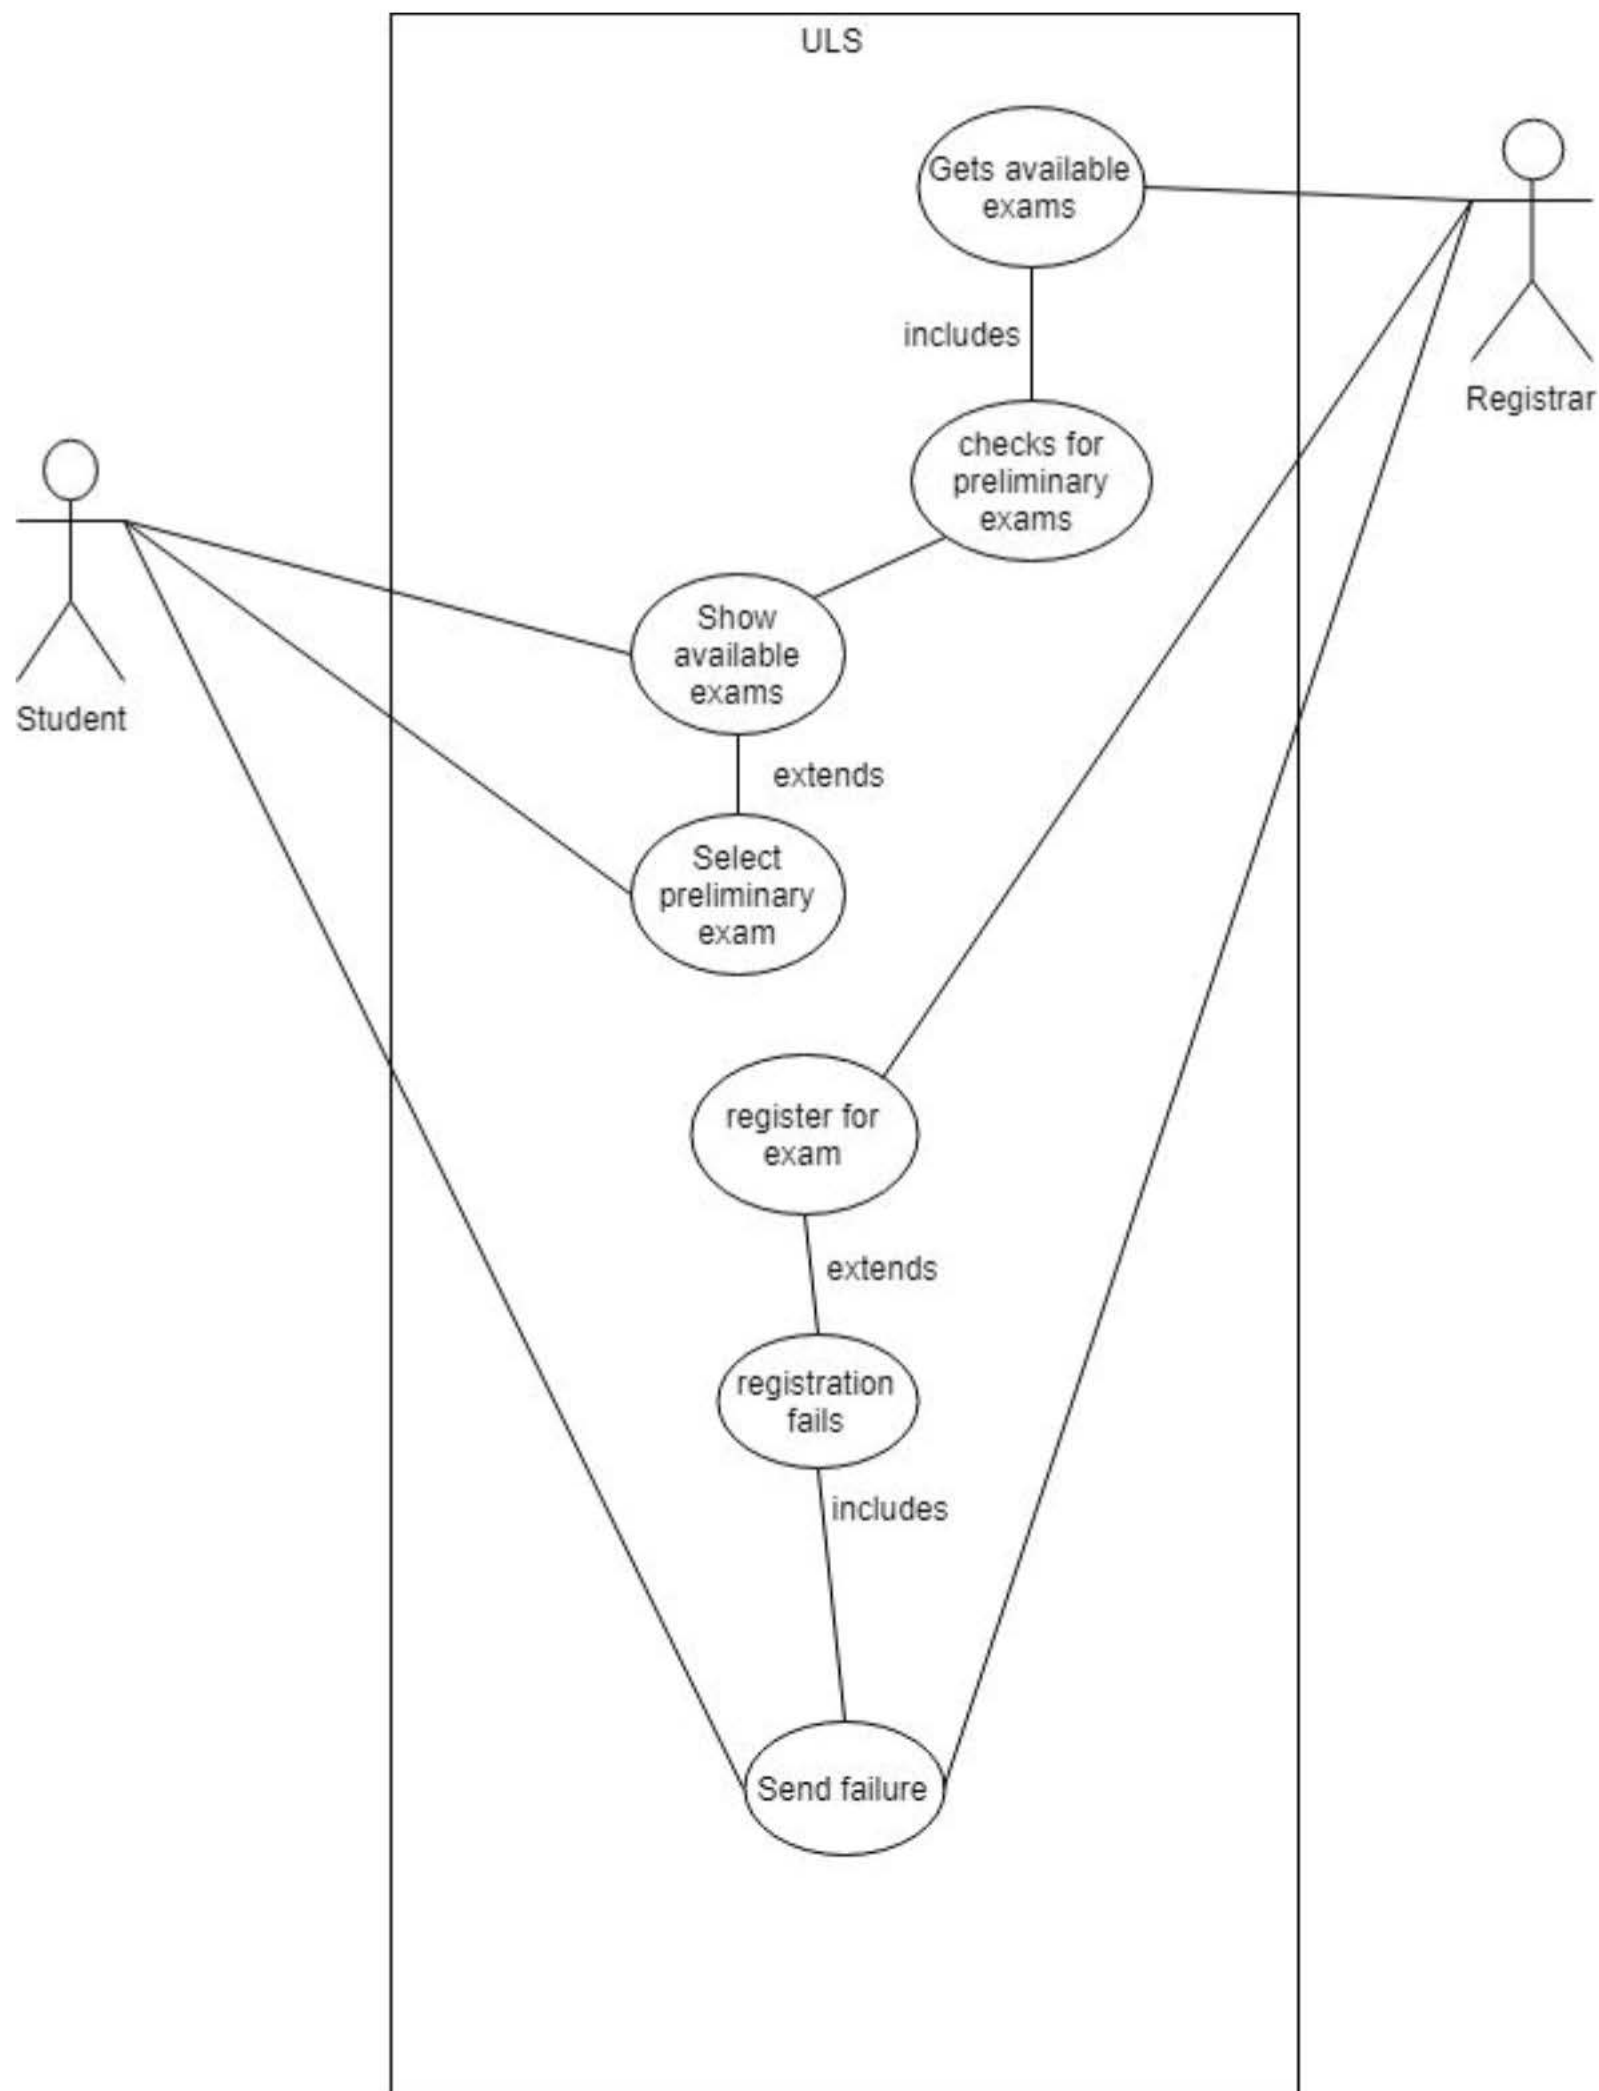 ULS
Gets available
exams
includes
Registrar
checks for
preliminary
exams
Show
available
exams
Student
extends
Select
preliminary
exam
register for
exam
extends
registration
fails
includes
Send failure